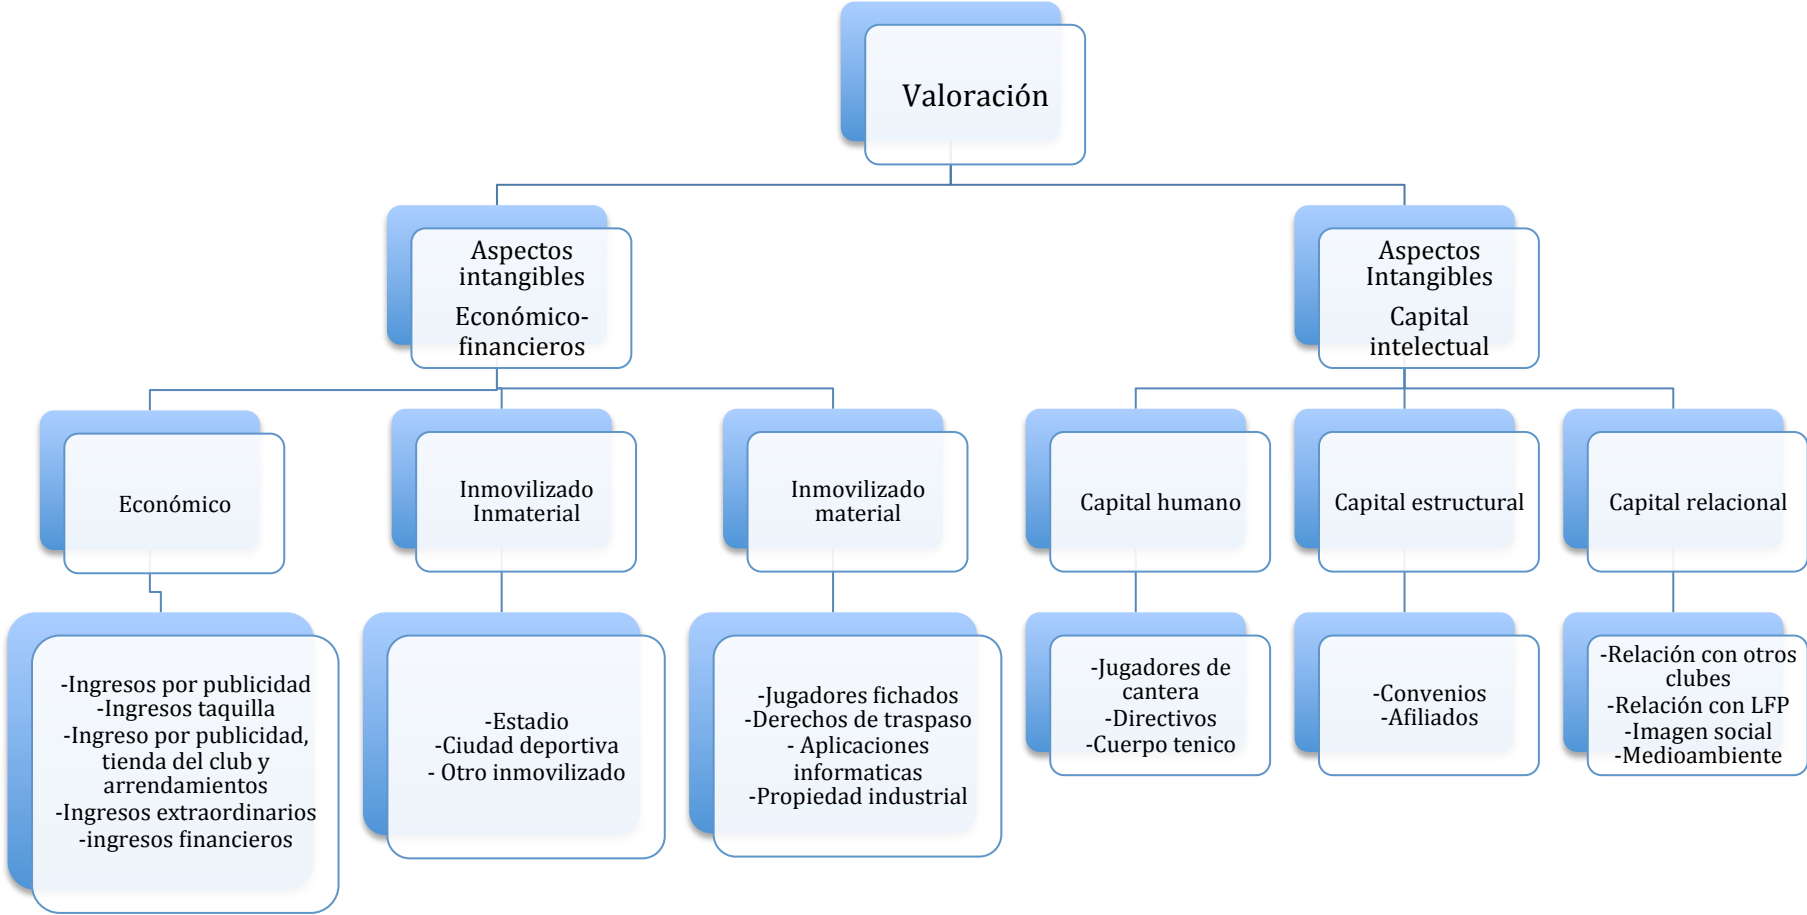 Valoración
Aspectos
intangibles
Económico-
financieros
Aspectos
Intangibles
Capital
intelectual
Económico
Inmovilizado
Inmaterial
Inmovilizado
material
Capital humano
Capital estructural
Capital relacional
-Ingresos por publicidad
-Ingresos taquilla
-Ingreso por publicidad,
tienda del club y
arrendamientos
-Ingresos extraordinarios
-ingresos financieros
-Estadio
-Ciudad deportiva
- Otro inmovilizado
-Jugadores fichados
-Derechos de traspaso
- Aplicaciones
informaticas
-Propiedad industrial
-Jugadores de
cantera
-Directivos
-Cuerpo tenico
-Convenios
-Afiliados
-Relación con otros
clubes
-Relación con LFP
-Imagen social
-Medioambiente